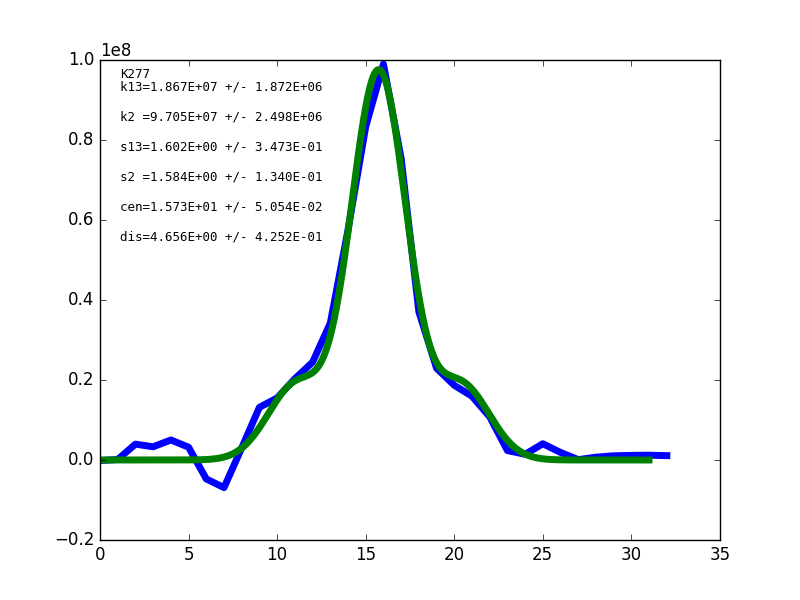 1e8
K277
k13=1.867E+07 +/- 1.872E+06
k2 =9.705E+07 +/- 2.498E+06
s13=1.602E+00 +/- 3.473E-01
s2 =1.584E+00 +/- 1.340E-01
cen=1.573E+01 +/- 5.054E-02
dis=4.656E+00 +/- 4.252E-01
1.0
0.8
0.6
0.4
0.2
0.0
−0.2
0 5 10 15 20 25 30 35